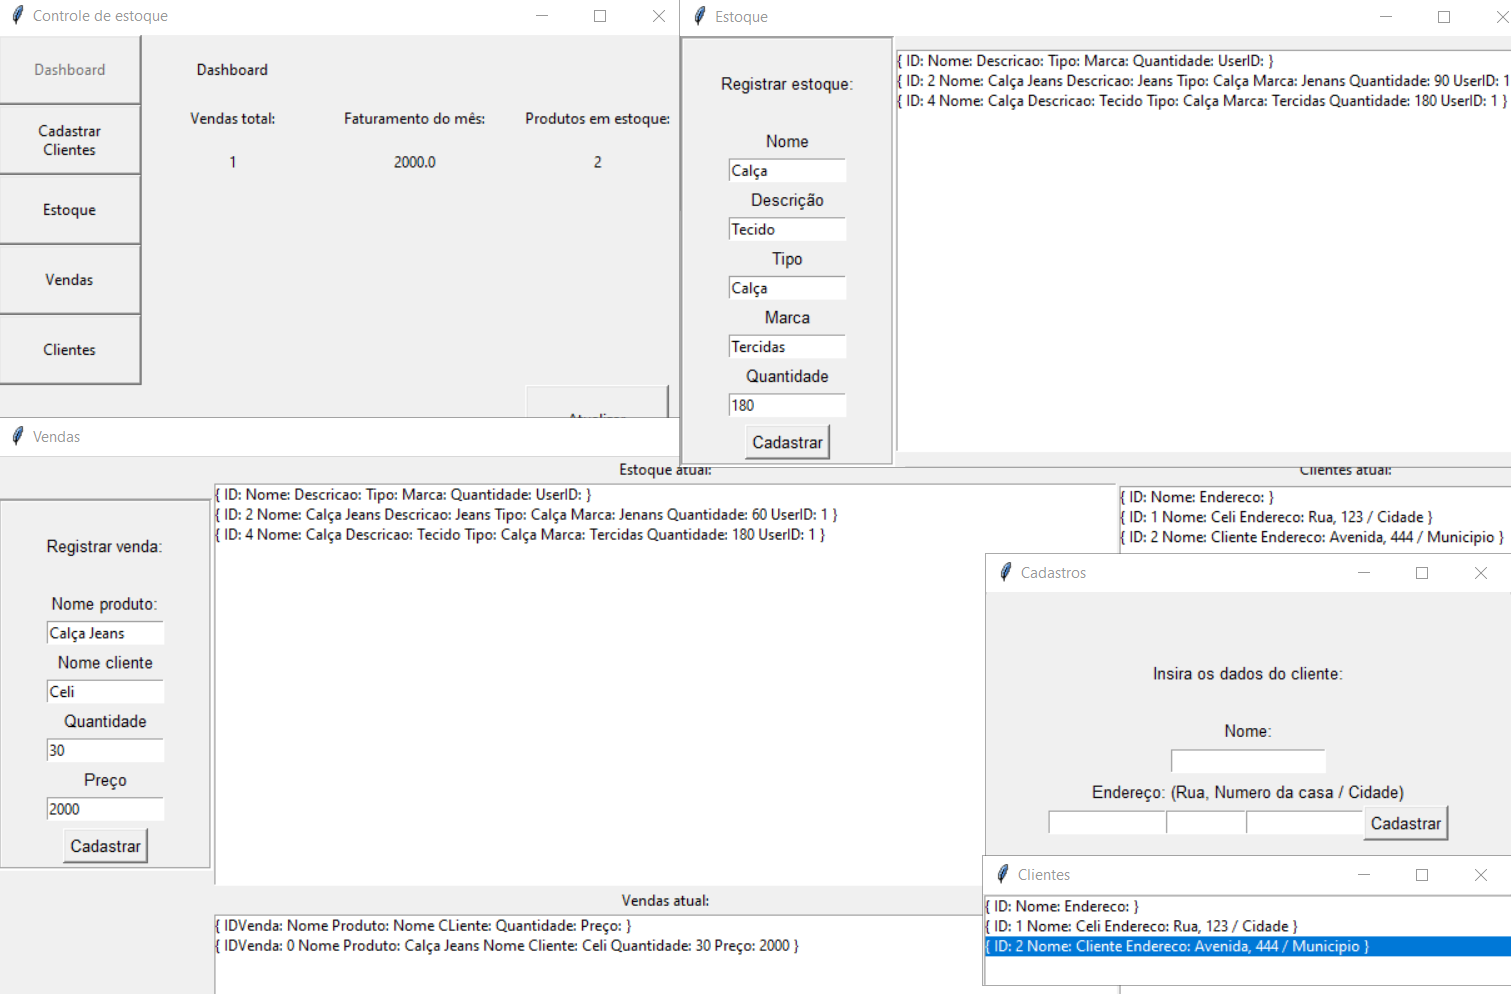 Controle de estoque
Dashboard
Cadastrar
Clientes
Estoque
Vendas
Clientes
Dashboard
Vendas total:
Faturamento do mês:
Produtos em estoque:
1
2000.0
2
Estoque
Registrar estoque:
Nome
Calça
Descrição
Tecido
Tipo
Calça
Marca
Tercidas
Quantidade
180
Cadastrar
{ ID: Nome: Descricao: Tipo: Marca: Quantidade: UserID: }
{ ID: 2 Nome: Calça Jeans Descricao: Jeans Tipo: Calça Marca: Jenans Quantidade: 90 UserID: 1
{ ID: 4 Nome: Calça Descricao: Tecido Tipo: Calça Marca: Tercidas Quantidade: 180 UserID: 1 }
Vendas
Registrar venda:
Nome produto:
Calça Jeans
Nome cliente
Celi
Quantidade
30
Preço
2000
Cadastrar
Estoque atual:
{ ID: Nome: Descricao: Tipo: Marca: Quantidade: UserID: }
{ ID: 2 Nome: Calça Jeans Descricao: Jeans Tipo: Calça Marca: Jenans Quantidade: 60 UserID: 1 }
{ ID: 4 Nome: Calça Descricao: Tecido Tipo: Calça Marca: Tercidas Quantidade: 180 UserID: 1 }
Clientes atual:
{ ID: Nome: Endereco: }
{ ID: 1 Nome: Celi Endereco: Rua, 123 / Cidade }
{ ID: 2 Nome: Cliente Endereco: Avenida, 444 / Municipio }
Vendas atual:
{ IDVenda: Nome Produto: Nome CLiente: Quantidade: Preço: }
{ IDVenda: 0 Nome Produto: Calça Jeans Nome Cliente: Celi Quantidade: 30 Preço: 2000 }
Cadastros
Insira os dados do cliente:
Nome:
Endereço: (Rua, Numero da casa / Cidade)
Cadastrar
Clientes
{ ID: Nome: Endereco: }
{ ID: 1 Nome: Celi Endereco: Rua, 123 / Cidade }
{ ID: 2 Nome: Cliente Endereco: Avenida, 444 / Municipio }